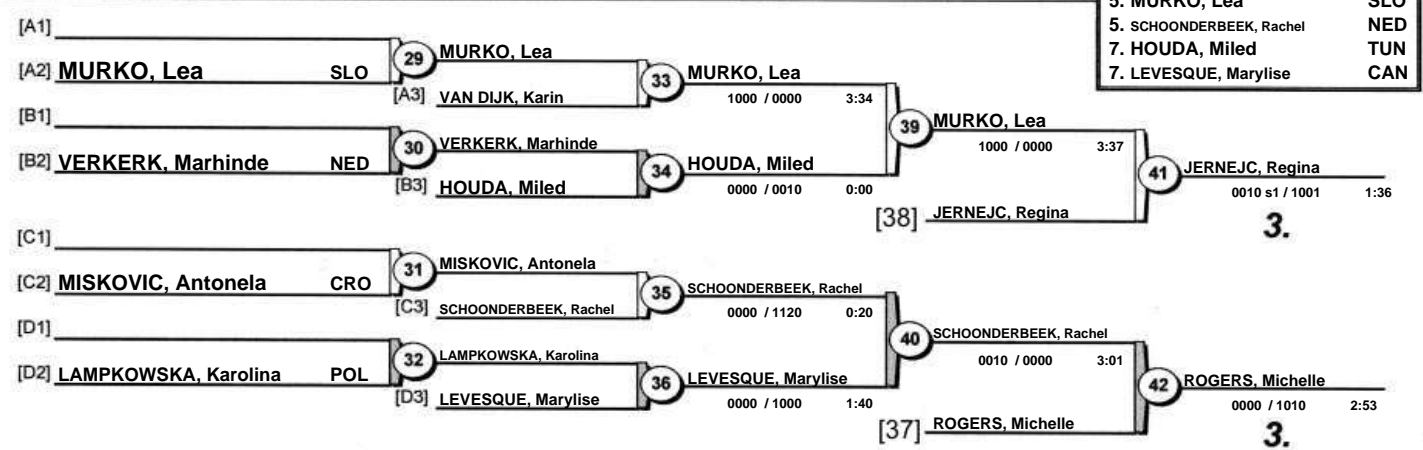 5. MURKO, Lea SLO
5. SCHOONDERBEEK, Rachel NED
7. HOUDA, Miled TUN
7. LEVESQUE, Marylise CAN
[A1]
[A2] MURKO, Lea SLO
29
MURKO, Lea
[A3] VAN DIJK, Karin
33
MURKO, Lea
1000 / 0000 3:34
[B1]
[B2] VERKERK, Marhinde NED
30
VERKERK, Marhinde
[B3] HOUDA, Miled
34
HOUDA, Miled
0000 / 0010 0:00
39
MURKO, Lea
1000 / 0000 3:37
[38] JERNEJC, Regina
41
JERNEJC, Regina
0010 s1 / 1001 1:36
3.
[C1]
[C2] MISKOVIC, Antonela CRO
31
MISKOVIC, Antonela
[C3] SCHOONDERBEEK, Rachel
35
SCHOONDERBEEK, Rachel
0000 / 1120 0:20
[D1]
[D2] LAMPKOWSKA, Karolina POL
32
LAMPKOWSKA, Karolina
[D3] LEVESQUE, Marylise
36
LEVESQUE, Marylise
0000 / 1000 1:40
40
SCHOONDERBEEK, Rachel
0010 / 0000 3:01
[37] ROGERS, Michelle
42
ROGERS, Michelle
0000 / 1010 2:53
3.